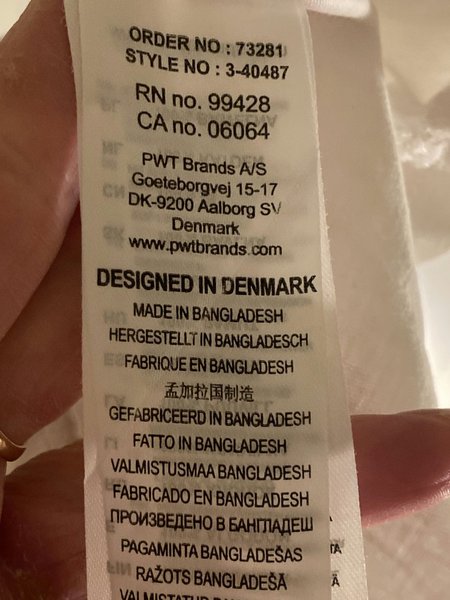 ORDER NO : 73281
STYLE NO : 3-40487
RN no. 99428
CA no. 06064
PWT Brands A/S
Goeteborgvej 15-17
DK-9200 Aalborg SV
Denmark
www.pwtbrands.com
DESIGNED IN DENMARK
MADE IN BANGLADESH
HERGESTELLT IN BANGLADESCH
FABRIQUE EN BANGLADESH
孟加拉国制造
GEFABRICEERD IN BANGLADESH
FATTO IN BANGLADESH
VALMISTUSMAA BANGLADESH
FABRICADO EN BANGLADESH
ПРОИЗВЕДЕНО В БАНГЛАДЕШ
PAGAMINTA BANGLADEŠAS
RAŽOTS BANGLADEŠĀ